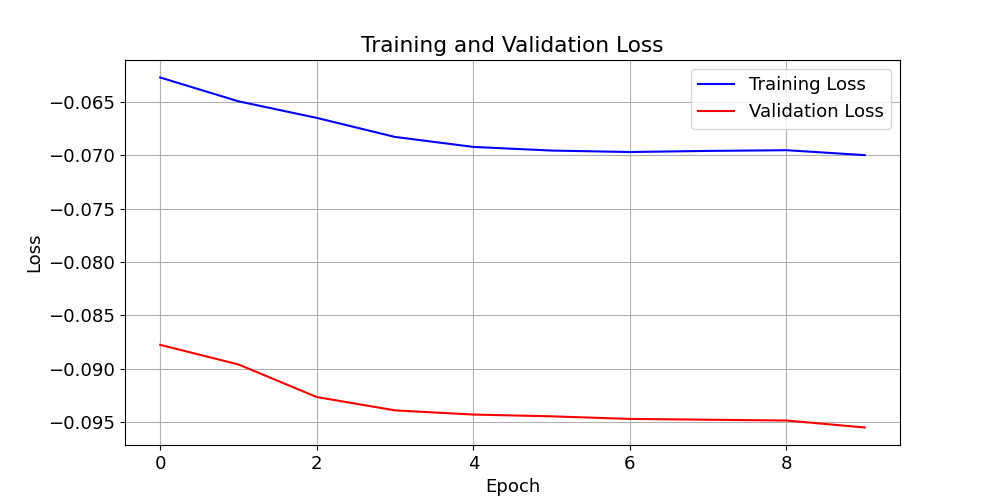 Training and Validation Loss
Training Loss
Validation Loss
Loss
−0.065
−0.070
−0.075
−0.080
−0.085
−0.090
−0.095
0 2 4 6 8
Epoch